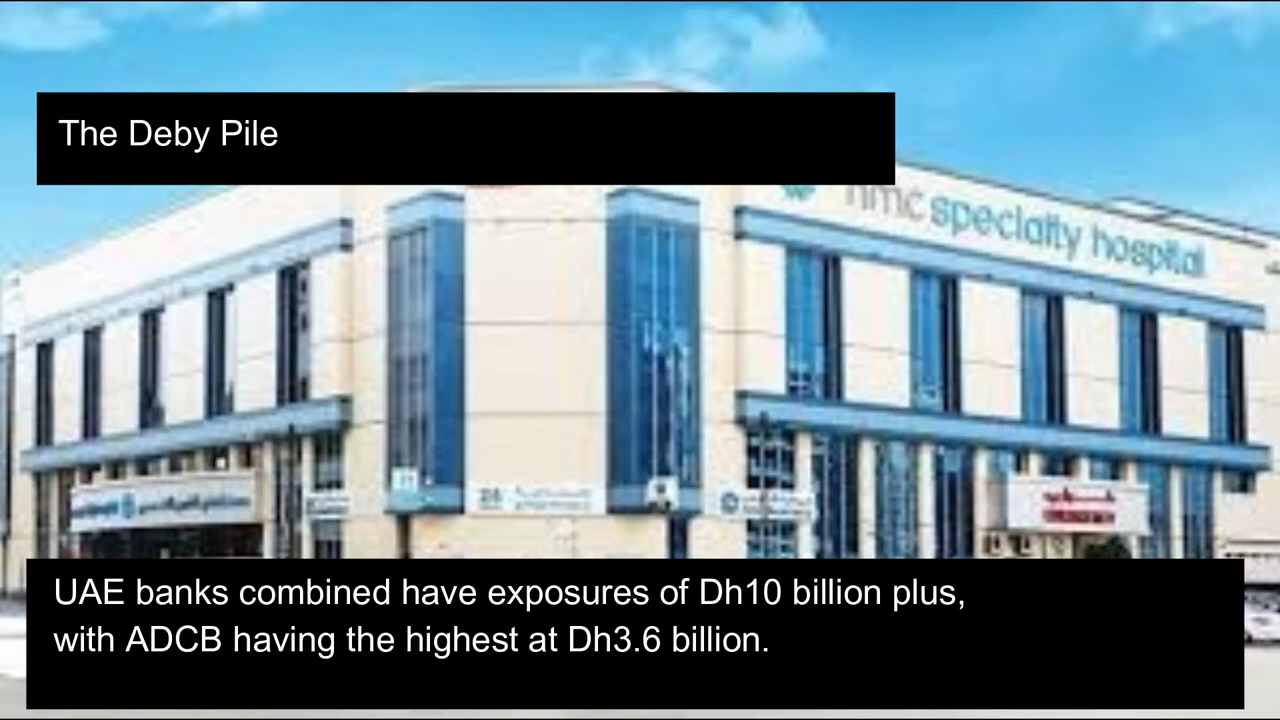 The Deby Pile
nmc specialty hospital
UAE banks combined have exposures of Dh10 billion plus,
with ADCB having the highest at Dh3.6 billion.